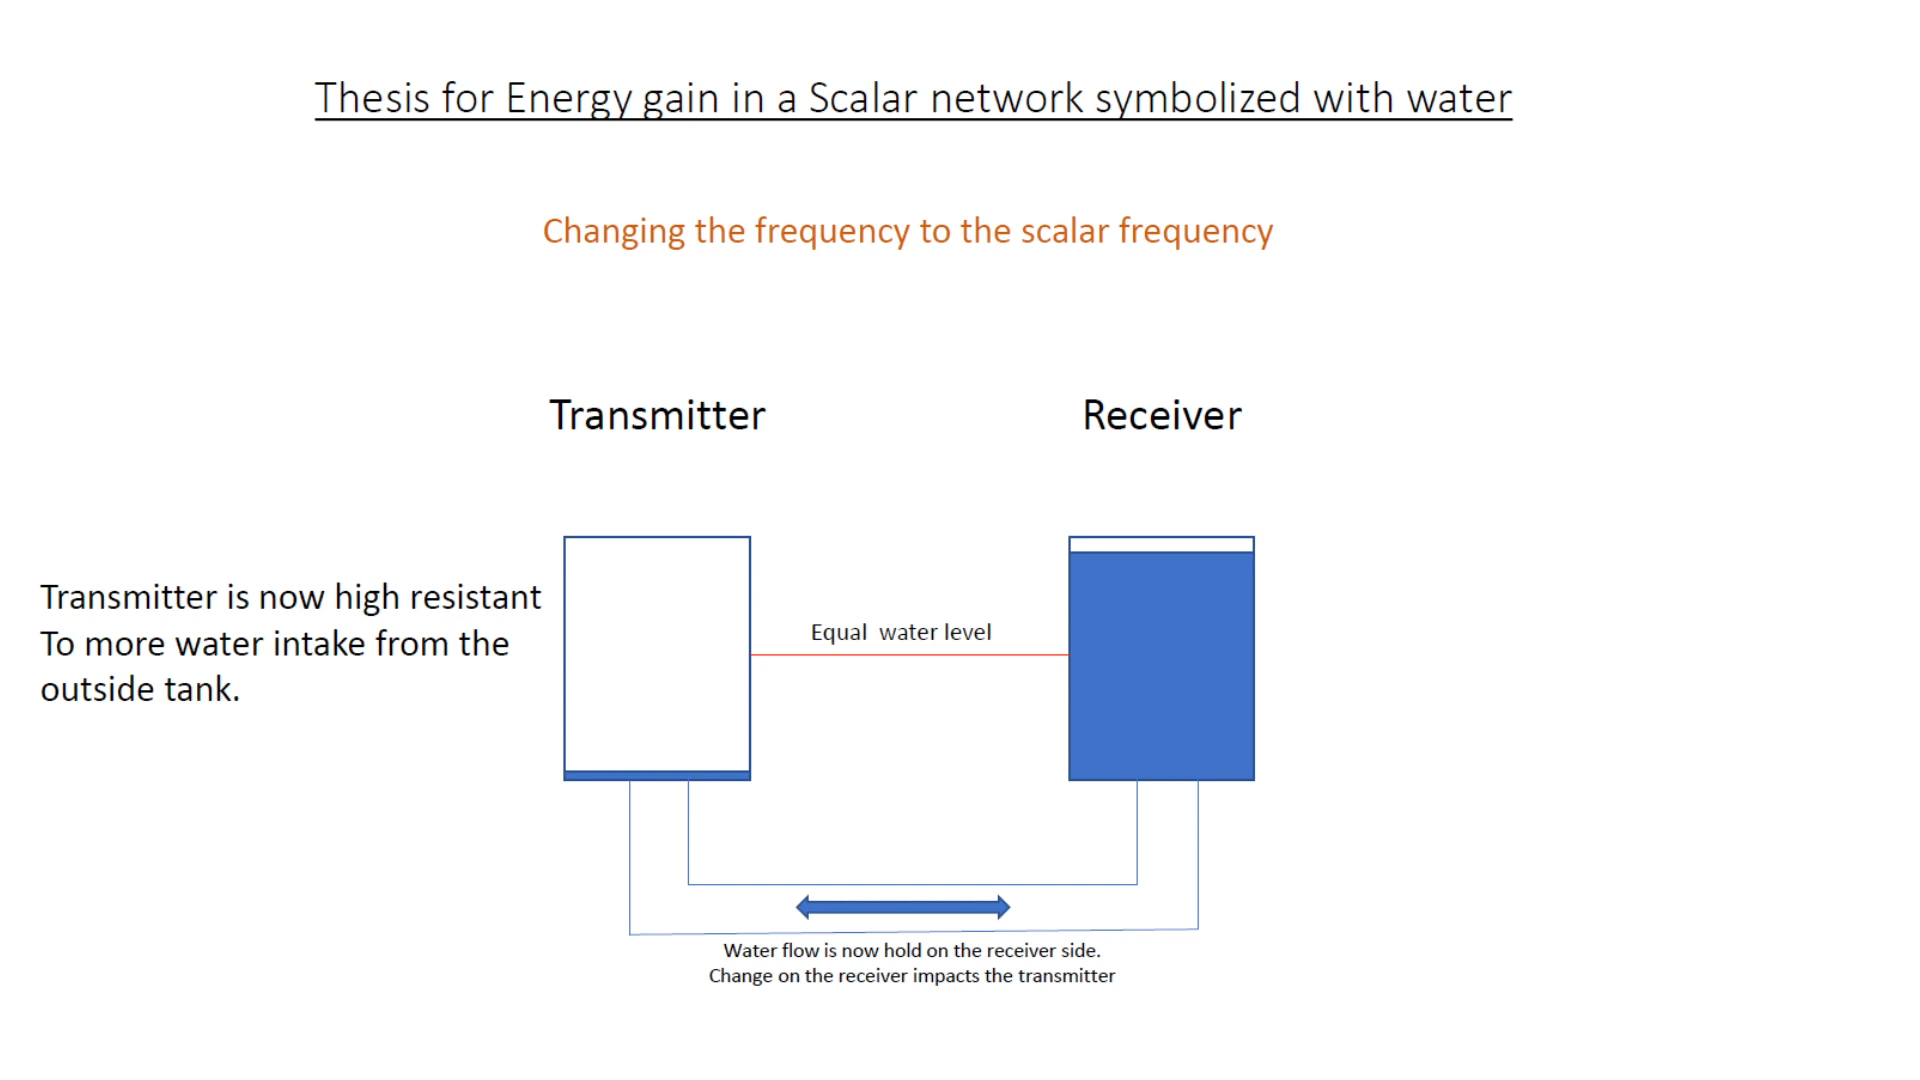 Thesis for Energy gain in a Scalar network symbolized with water
Changing the frequency to the scalar frequency
Transmitter
Receiver
Transmitter is now high resistant
To more water intake from the
outside tank.
Equal water level
Water flow is now hold on the receiver side.
Change on the receiver impacts the transmitter